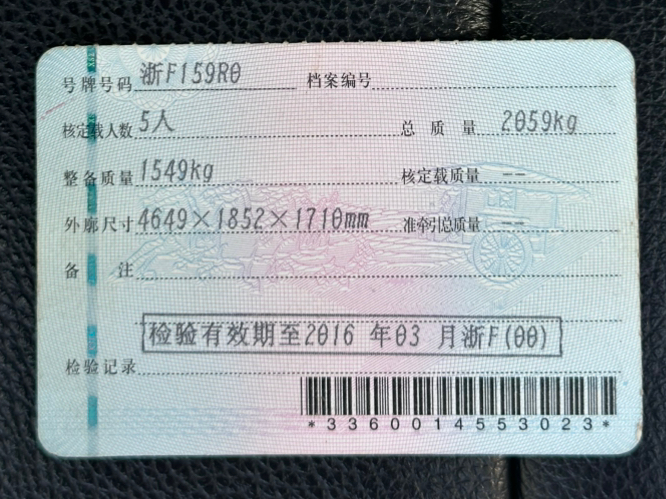 号牌号码 浙F159R0 档案编号
核定载人数 5人 总质量 2059kg
整备质量 1549kg 核定载质量 --
外廓尺寸 4649×1852×1710mm 准牵引总质量 --
备注
检验有效期至2016 年03 月浙F(00)
检验记录
*3360014553023*